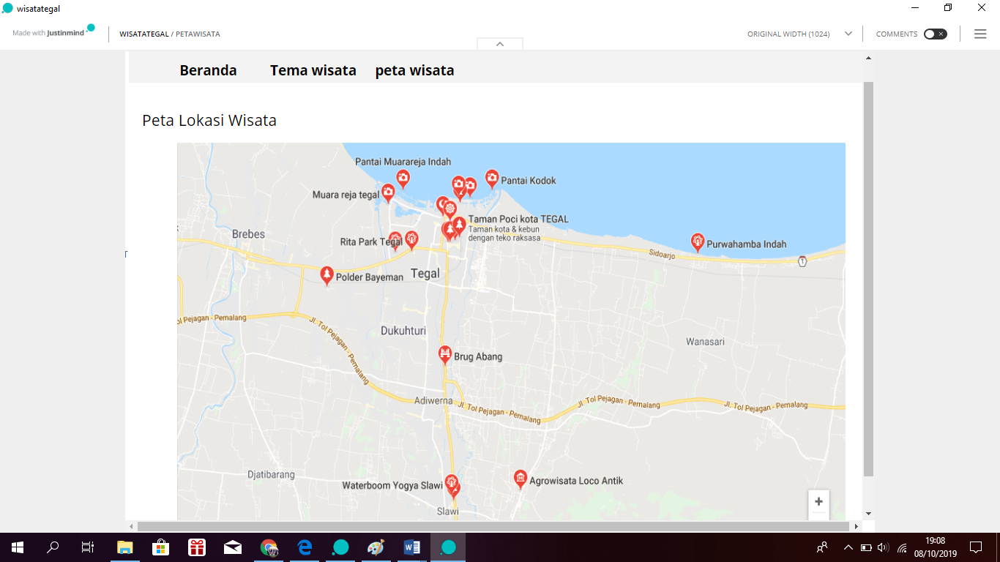 wisatategal
Made with Justinmind
WISATATEGAL / PETAWISATA
ORIGINAL WIDTH (1024)
COMMENTS
Beranda
Tema wisata
peta wisata
Peta Lokasi Wisata
Pantai Muarareja Indah
Pantai Kodok
Muara reja tegal
Taman Poci kota TEGAL
Taman kota & kebun
dengan teko raksasa
Brebes
Rita Park Tegal
Purwahamba Indah
Sidoarjo
1
Polder Bayeman
Tegal
ol Pejagan - Pemalang
Jl. Tol Pejagan - Pemalang
Dukuhturi
Wanasari
Brug Abang
Adiwerna
Jl. Tol Pejagan - Pemalang
Jl. Tol Pejagan - Pemalang
Jl. Tol Pejagan - Pemalang
Djatibarang
Waterboom Yogya Slawi
Agrowisata Loco Antik
Slawi
19:08
08/10/2019